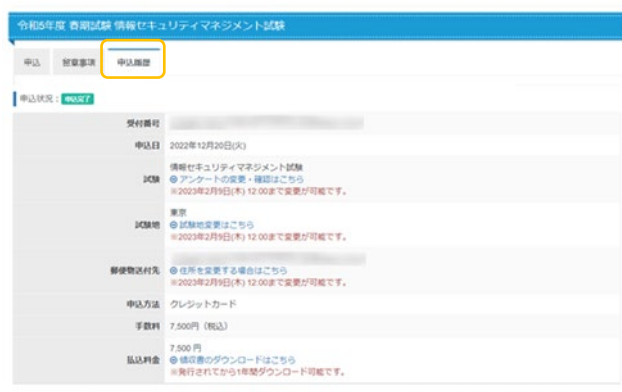 令和5年度 春期試験 情報セキュリティマネジメント試験
申込 留意事項 申込履歴
申込状況： 申込完了
受付番号
申込日 2022年12月20日(火)
試験 情報セキュリティマネジメント試験
アンケートの変更・確認はこちら
※2023年2月9日(木) 12:00まで変更が可能です。
試験地 東京
試験地変更はこちら
※2023年2月9日(木) 12:00まで変更が可能です。
郵便物送付先
住所を変更する場合はこちら
※2023年2月9日(木) 12:00まで変更が可能です。
申込方法 クレジットカード
手数料 7,500円（税込）
払込料金 7,500 円
領収書のダウンロードはこちら
※発行されてから1年間ダウンロード可能です。